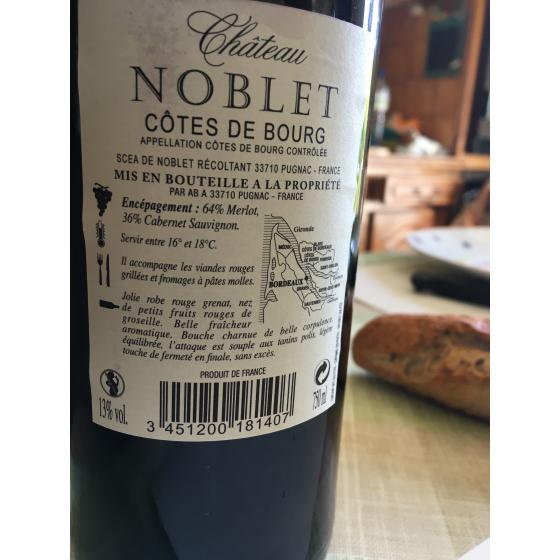 Château
NOBLET
CÔTES DE BOURG
APPELLATION CÔTES DE BOURG CONTRÔLÉE
SCEA DE NOBLET RÉCOLTANT 33710 PUGNAC - FRANCE
MIS EN BOUTEILLE A LA PROPRIÉTÉ
PAR AB A 33710 PUGNAC - FRANCE
Encépagement : 64% Merlot,
36% Cabernet Sauvignon.
Servir entre 16° et 18°C.
Il accompagne les viandes rouges
grillées et fromages à pâtes molles.
Gironde
MÉDOC
BORDEAUX
GRAVES
SAUTERNES
Jolie robe rouge grenat, nez
de petits fruits rouges de
groseille. Belle fraîcheur
aromatique. Bouche charnue de belle corpulence,
équilibrée, l'attaque est souple aux tanins polis, légère
touche de fermeté en finale, sans excès.
PRODUIT DE FRANCE
13% vol.
750 ml
3 451200 181407